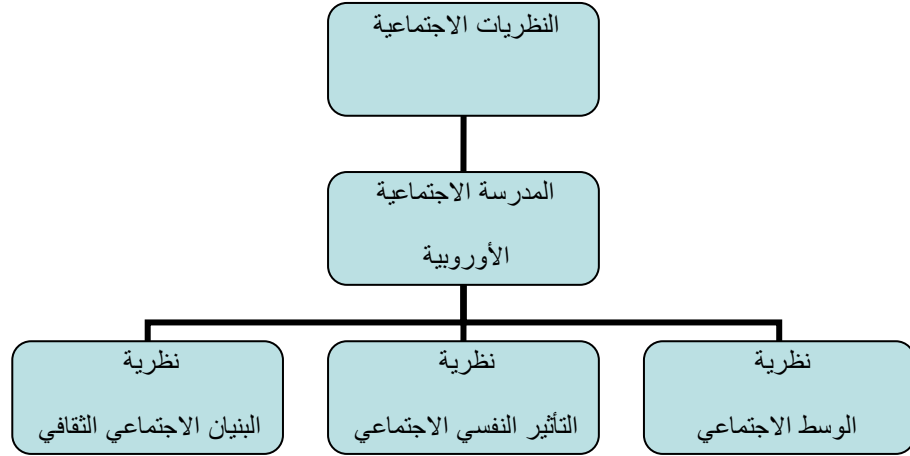 النظريات الاجتماعية
المدرسة الاجتماعية
الأوروبية
نظرية
الوسط الاجتماعي
نظرية
التأثير النفسي الاجتماعي
نظرية
البنيان الاجتماعي الثقافي